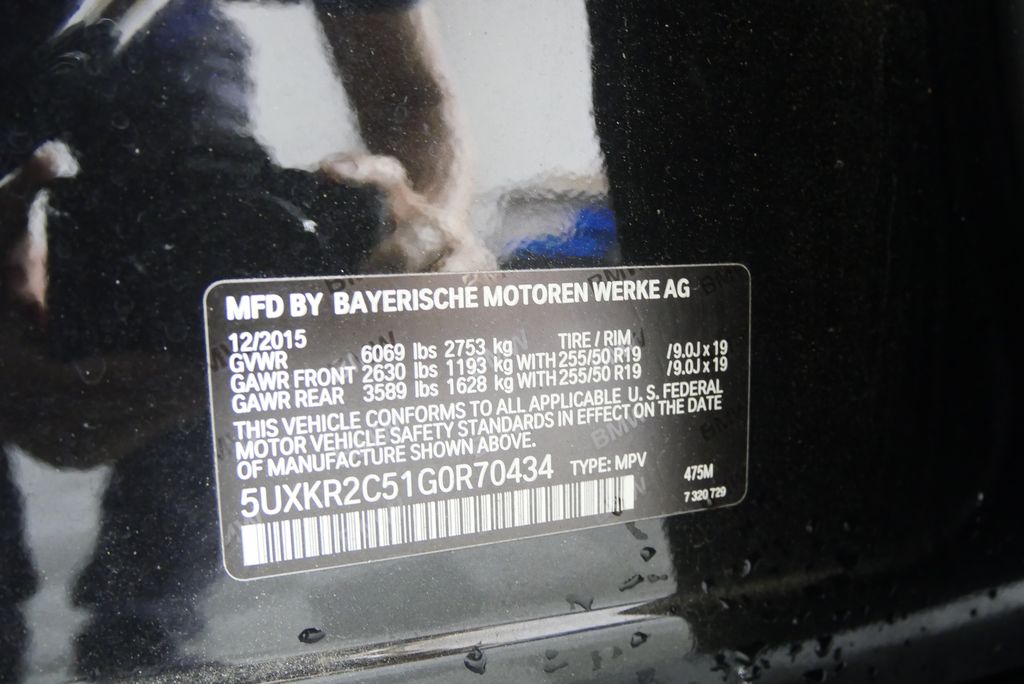 MFD BY BAYERISCHE MOTOREN WERKE AG
12/2015 TIRE / RIM
GVWR 6069 lbs 2753 kg
GAWR FRONT 2630 lbs 1193 kg WITH 255/50 R19 /9.0J x 19
GAWR REAR 3589 lbs 1628 kg WITH 255/50 R19 /9.0J x 19
THIS VEHICLE CONFORMS TO ALL APPLICABLE U. S. FEDERAL
MOTOR VEHICLE SAFETY STANDARDS IN EFFECT ON THE DATE
OF MANUFACTURE SHOWN ABOVE.
5UXKR2C51G0R70434 TYPE: MPV 475M
7 320 729